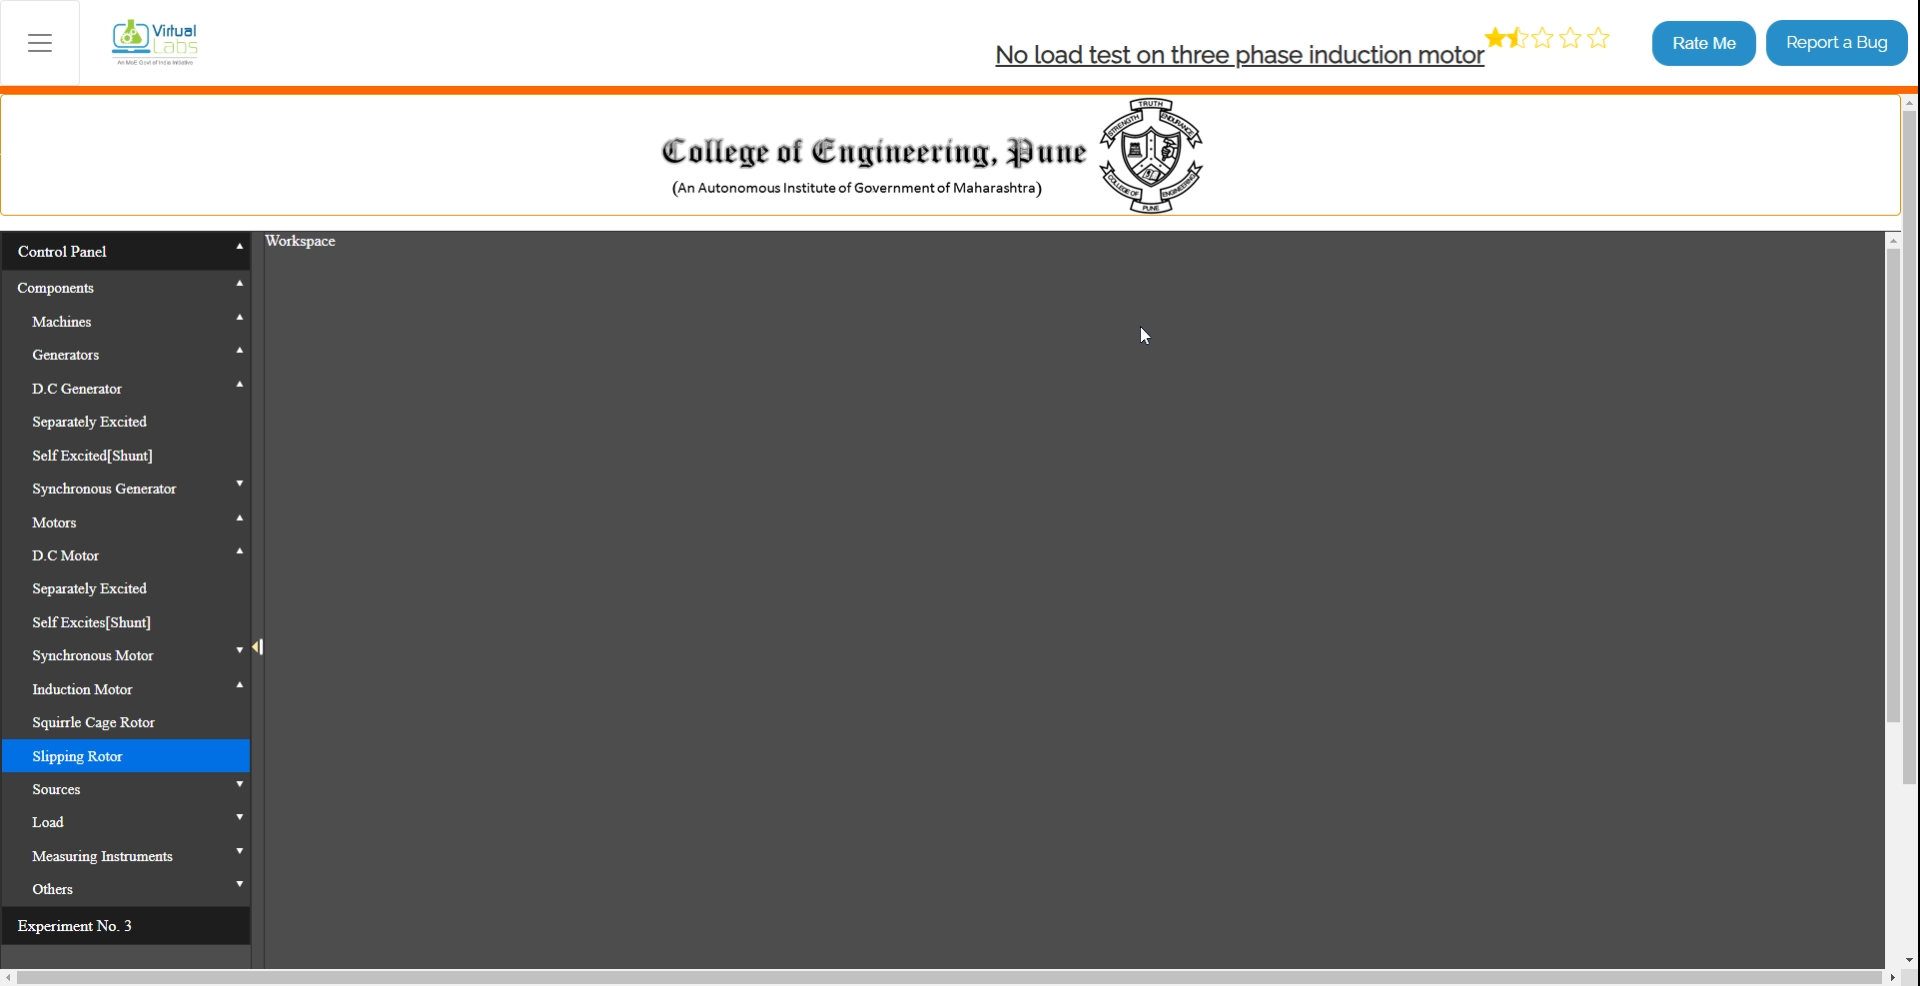 Virtual
Labs
An MoE Govt of India Initiative
No load test on three phase induction motor
Rate Me
Report a Bug
College of Engineering, Pune
(An Autonomous Institute of Government of Maharashtra)
TRUTH
STRENGTH
ENDURANCE
COLLEGE OF
ENGINEERING
PUNE
Control Panel
Workspace
Components
Machines
Generators
D.C Generator
Separately Excited
Self Excited[Shunt]
Synchronous Generator
Motors
D.C Motor
Separately Excited
Self Excites[Shunt]
Synchronous Motor
Induction Motor
Squirrle Cage Rotor
Slipping Rotor
Sources
Load
Measuring Instruments
Others
Experiment No. 3